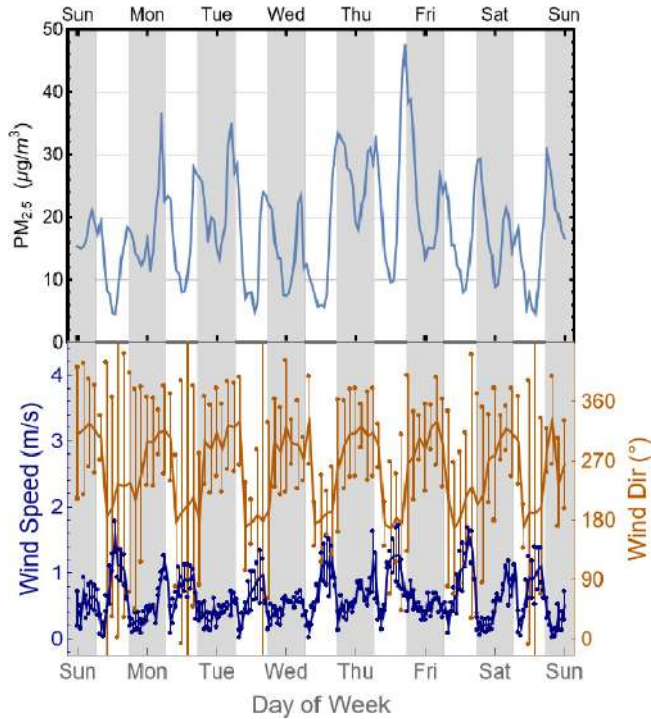 Sun Mon Tue Wed Thu Fri Sat Sun
50
40
30
20
10
0
PM2.5 (µg/m³)
4
3
2
1
0
Wind Speed (m/s)
360
270
180
90
0
Wind Dir (°)
Sun Mon Tue Wed Thu Fri Sat Sun
Day of Week